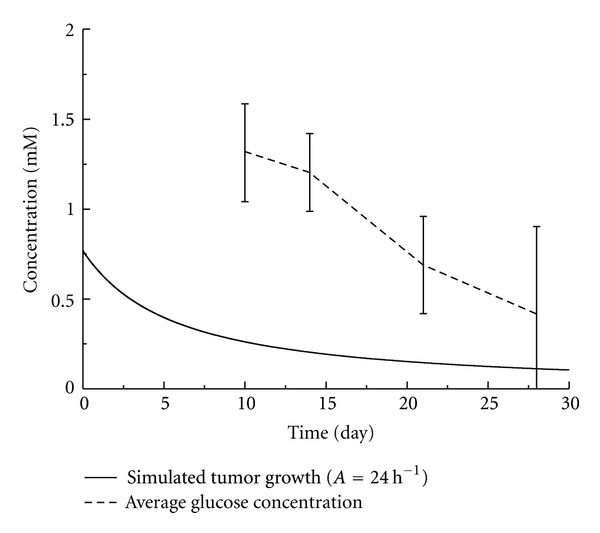 2
1.5
1
0.5
0
Concentration (mM)
0 5 10 15 20 25 30
Time (day)
Simulated tumor growth (A = 24 h⁻¹)
Average glucose concentration